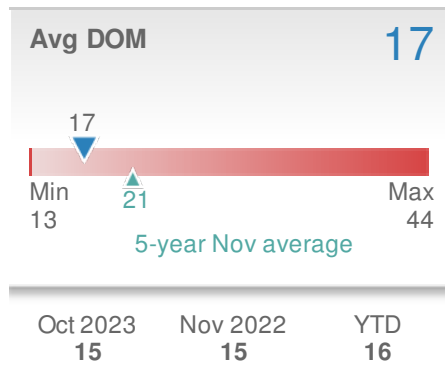 Avg DOM 17
17
Min Max
21
13 44
5-year Nov average
Oct 2023 Nov 2022 YTD
15 15 16